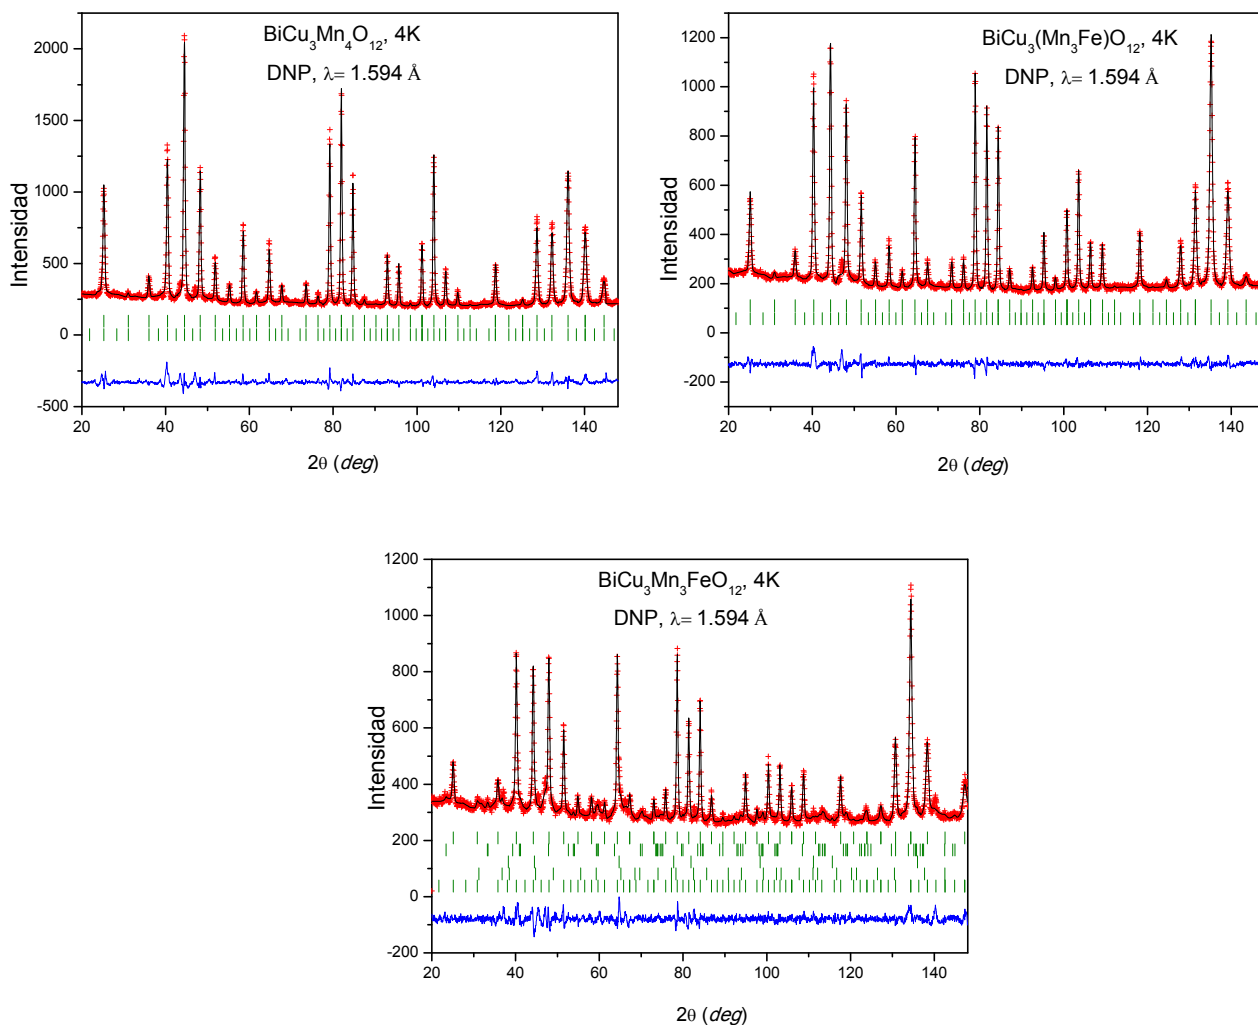 BiCu₃Mn₄O₁₂, 4K
DNP, λ= 1.594 Å
Intensidad
2000
1500
1000
500
0
-500
20 40 60 80 100 120 140
2θ (deg)
BiCu₃(Mn₃Fe)O₁₂, 4K
DNP, λ= 1.594 Å
Intensidad
1200
1000
800
600
400
200
0
-200
20 40 60 80 100 120 140
2θ (deg)
BiCu₃Mn₃FeO₁₂, 4K
DNP, λ= 1.594 Å
Intensidad
1200
1000
800
600
400
200
0
-200
20 40 60 80 100 120 140
2θ (deg)